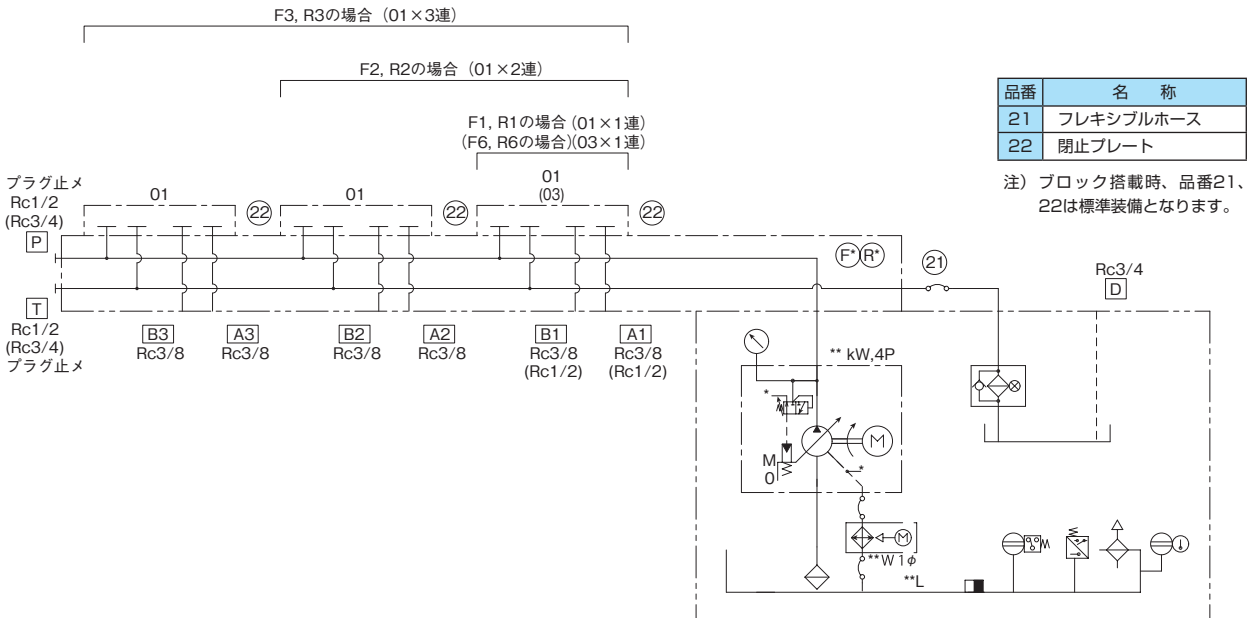 F3, R3の場合（01×3連）
F2, R2の場合（01×2連）
F1, R1の場合（01×1連）
(F6, R6の場合)(03×1連)
品番 名　称
21 フレキシブルホース
22 閉止プレート
注）ブロック搭載時、品番21、
22は標準装備となります。
プラグ止メ
Rc1/2
(Rc3/4)
P
01
22
01
22
01
(03)
22
F* R*
21
Rc3/4
D
T
Rc1/2
(Rc3/4)
プラグ止メ
B3
Rc3/8
A3
Rc3/8
B2
Rc3/8
A2
Rc3/8
B1
Rc3/8
(Rc1/2)
A1
Rc3/8
(Rc1/2)
** kW,4P
*
M
M
0
*
M
**W 1φ
**L